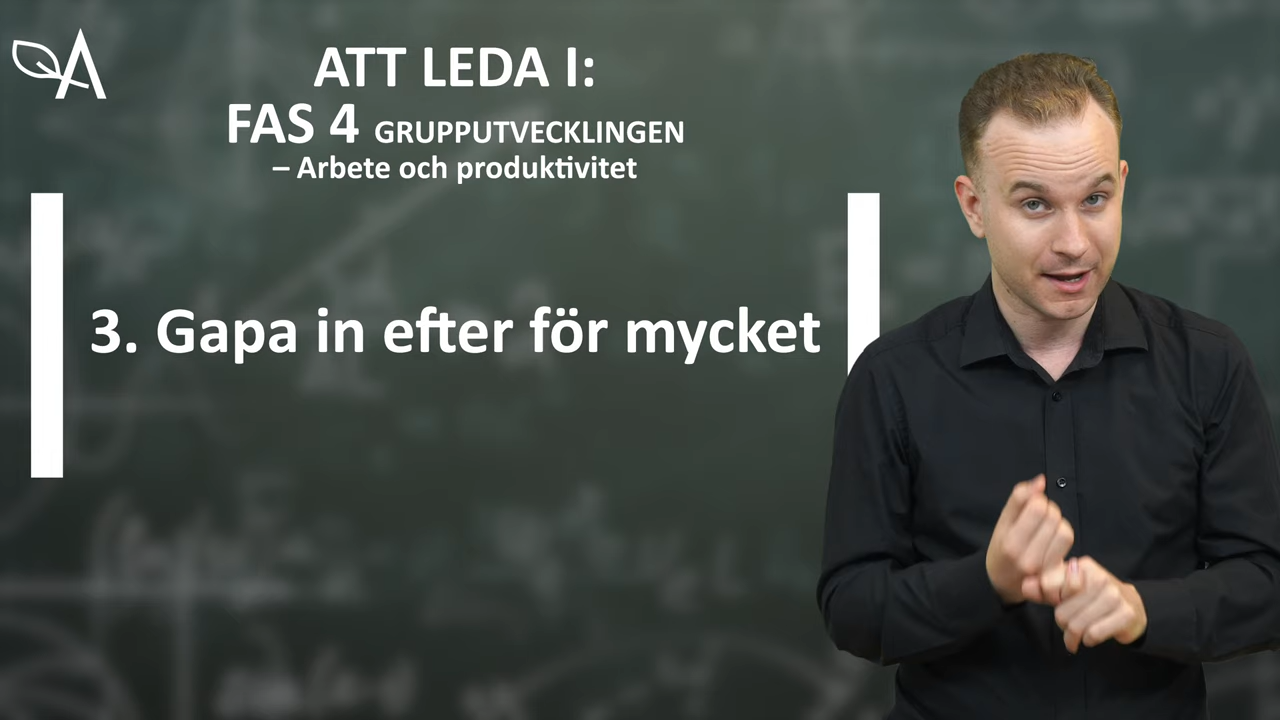 ATT LEDA I:
FAS 4 GRUPPUTVECKLINGEN
– Arbete och produktivitet
3. Gapa in efter för mycket